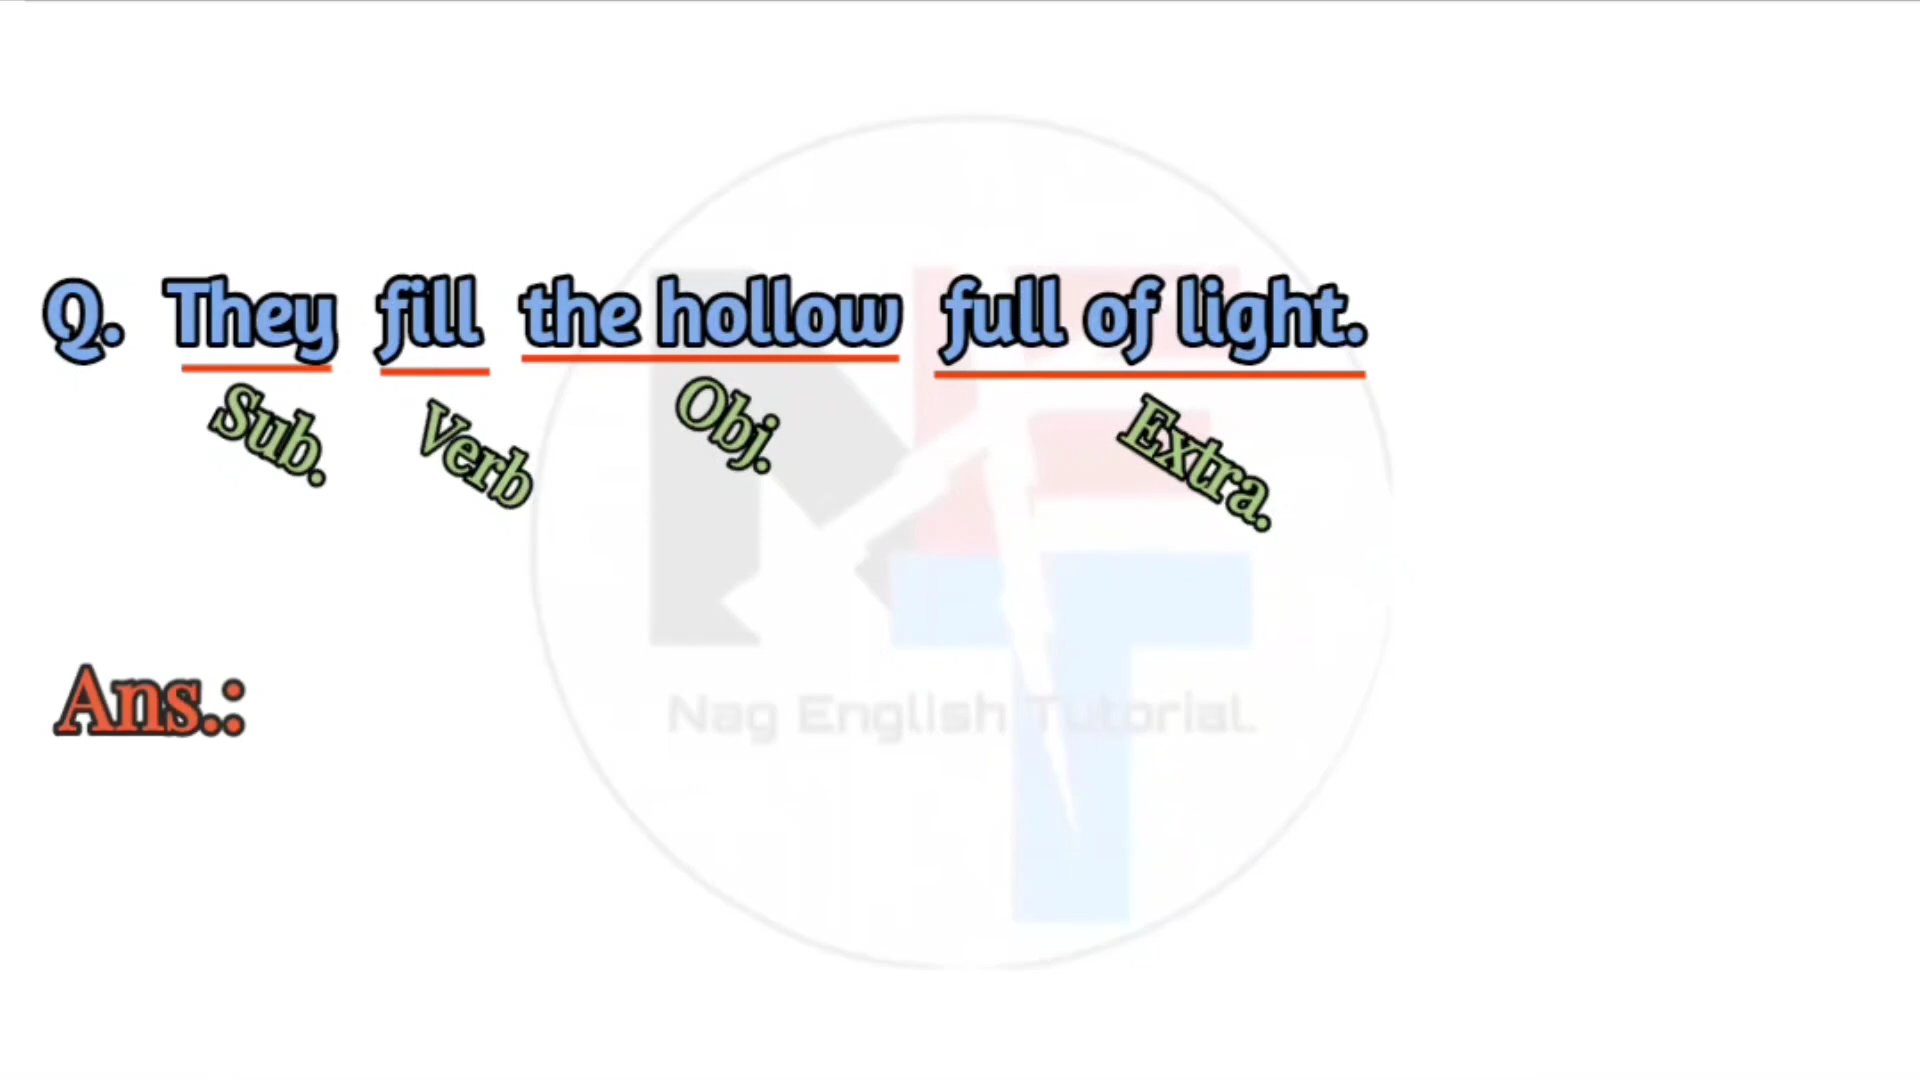 Q. They fill the hollow full of light.
Sub. Verb Obj. Extra.
Ans.:
Nag English Tutorial.